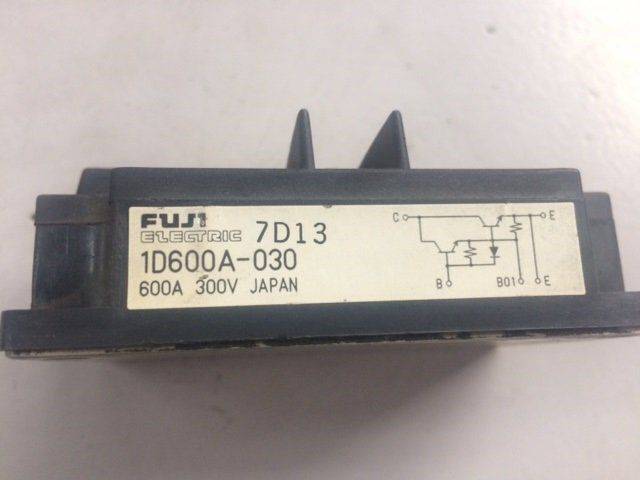 FUJI
ELECTRIC 7D13
1D600A-030
600A 300V JAPAN
C E
B B01 E